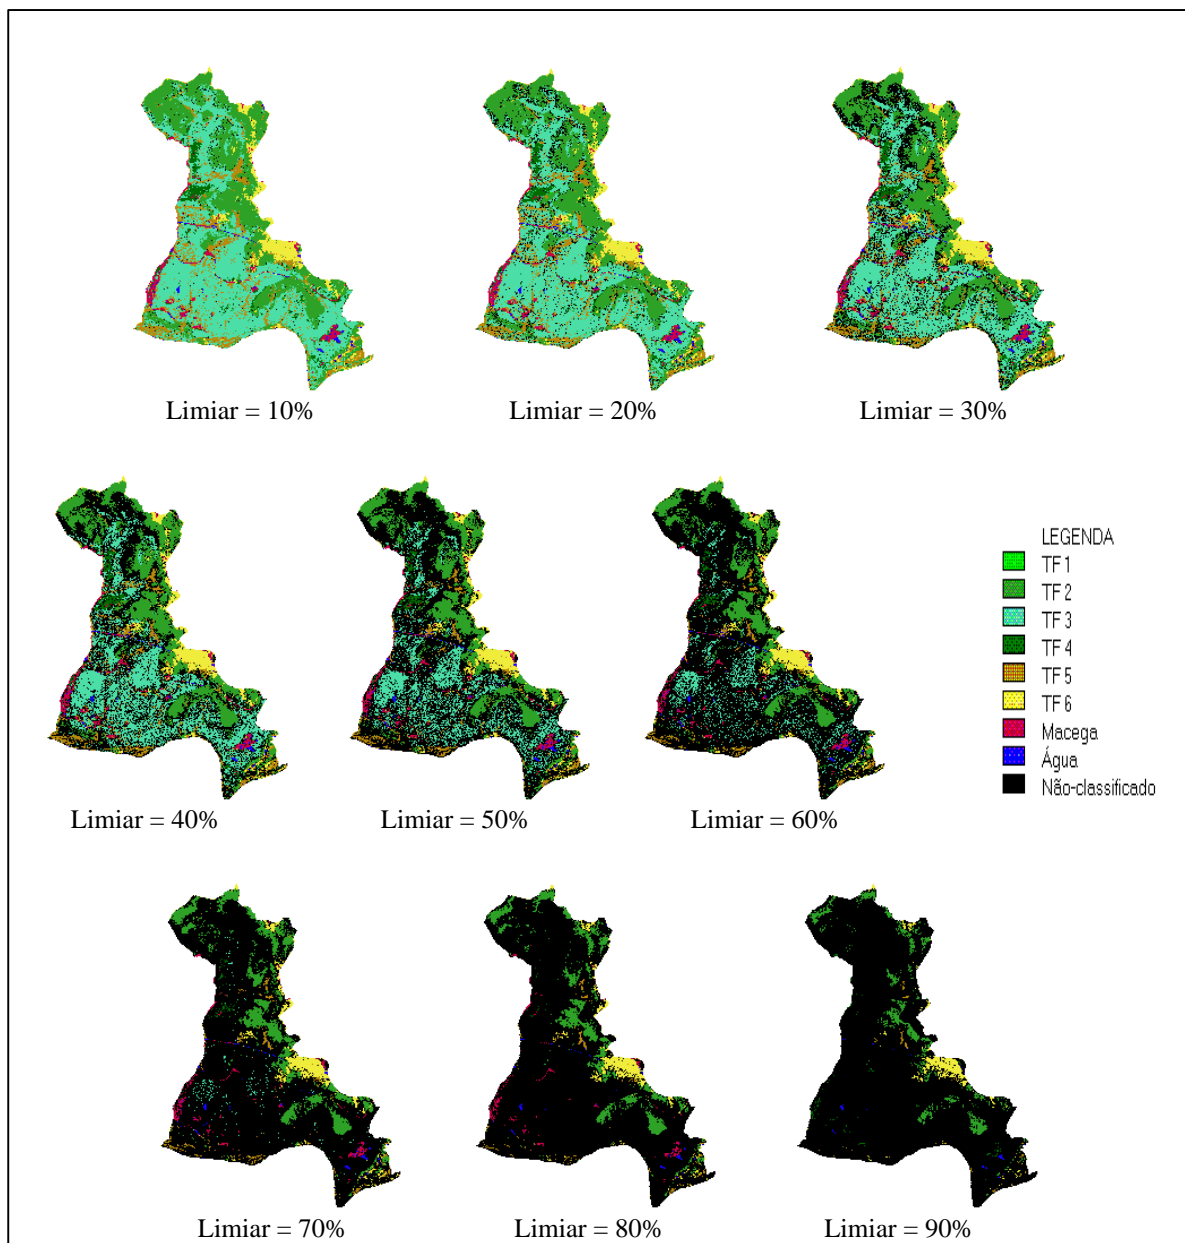 Limiar = 10%
Limiar = 20%
Limiar = 30%
LEGENDA
TF 1
TF 2
TF 3
TF 4
TF 5
TF 6
Macega
Água
Não-classificado
Limiar = 40%
Limiar = 50%
Limiar = 60%
Limiar = 70%
Limiar = 80%
Limiar = 90%